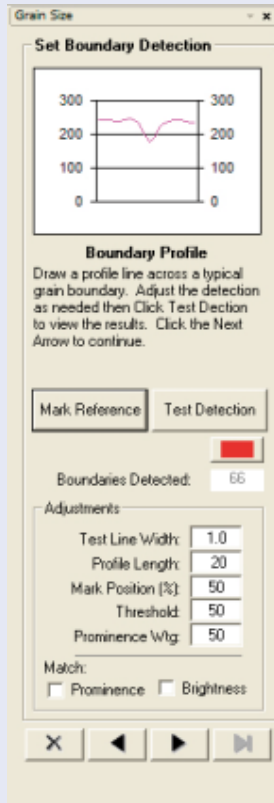 Grain Size
Set Boundary Detection
300 300
200 200
100 100
0 0
Boundary Profile
Draw a profile line across a typical
grain boundary. Adjust the detection
as needed then Click Test Dection
to view the results. Click the Next
Arrow to continue.
Mark Reference Test Detection
Boundaries Detected: 66
Adjustments
Test Line Width: 1.0
Profile Length: 20
Mark Position (%): 50
Threshold: 50
Prominence Wtg: 50
Match:
Prominence Brightness